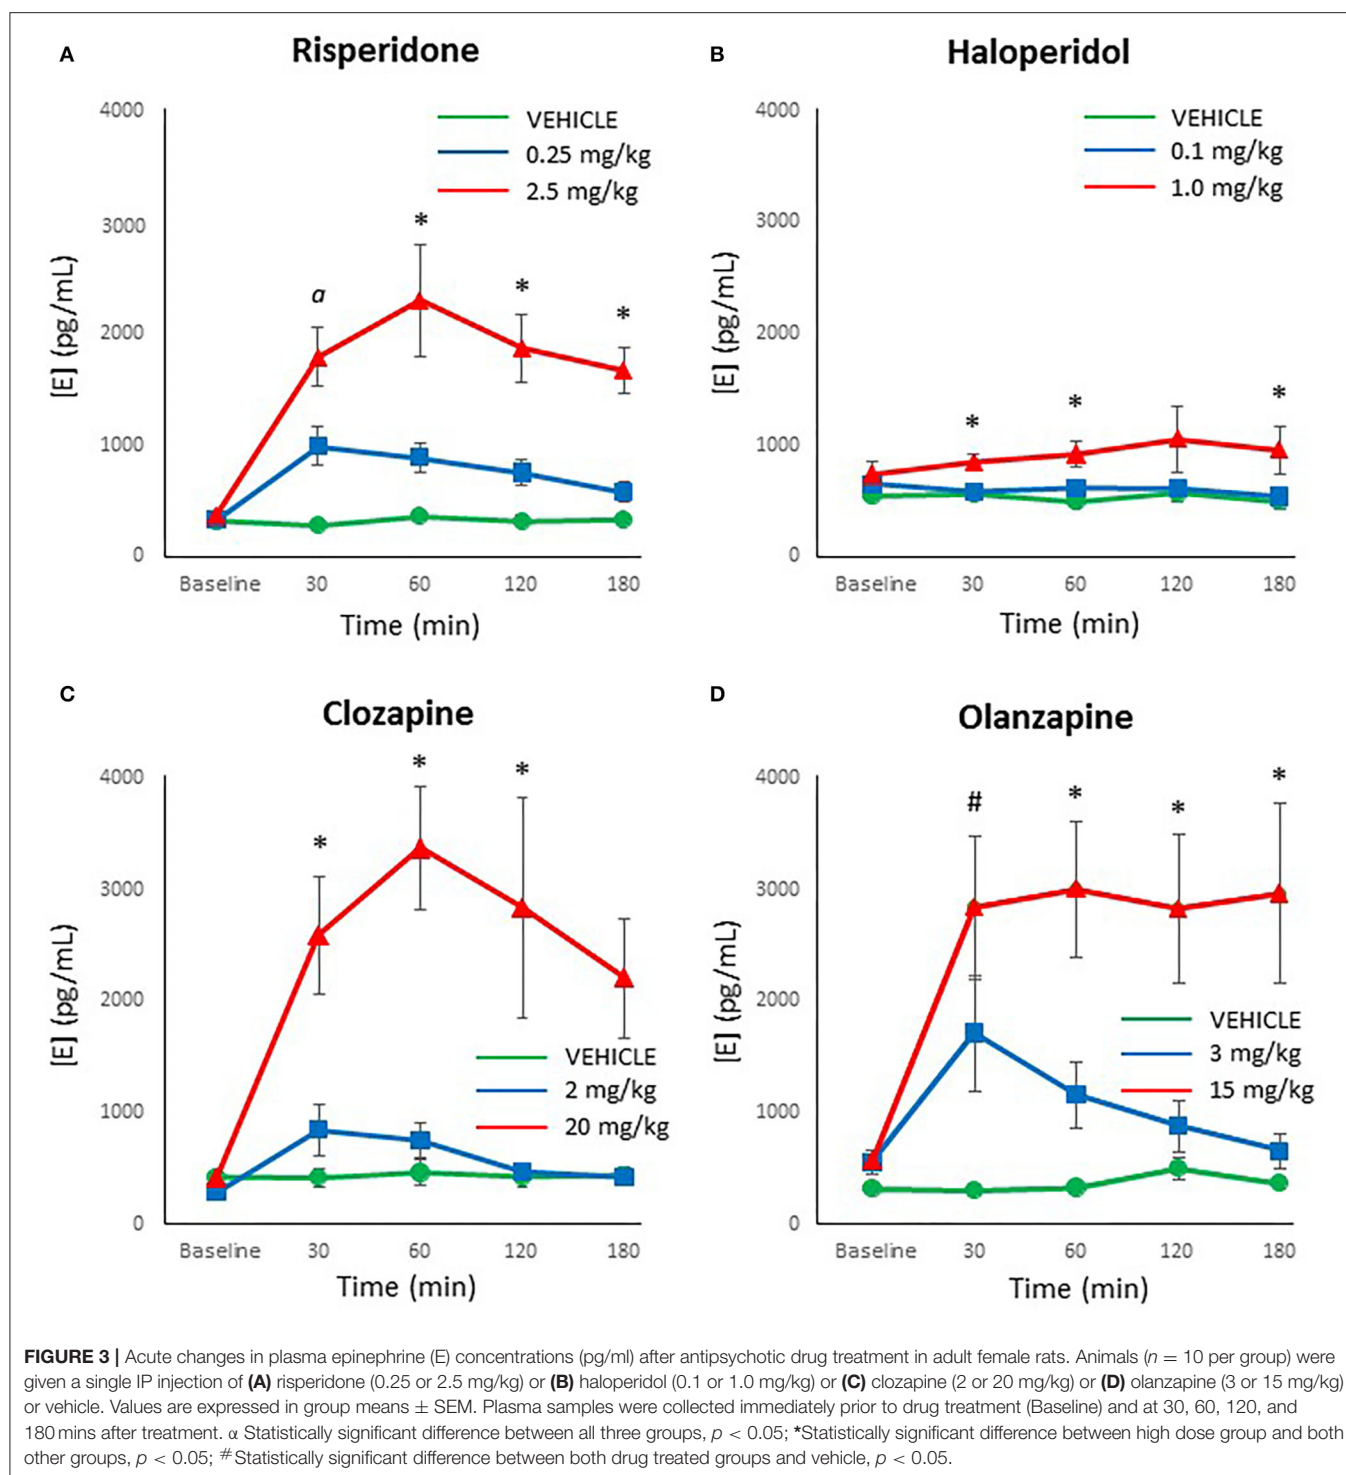 A
Risperidone
4000
3000
2000
1000
0
[E] (pg/mL)
VEHICLE
0.25 mg/kg
2.5 mg/kg
a
*
*
*
Baseline 30 60 120 180
Time (min)
B
Haloperidol
4000
3000
2000
1000
0
[E] (pg/mL)
VEHICLE
0.1 mg/kg
1.0 mg/kg
*
*
*
Baseline 30 60 120 180
Time (min)
C
Clozapine
4000
3000
2000
1000
0
[E] (pg/mL)
*
*
*
VEHICLE
2 mg/kg
20 mg/kg
Baseline 30 60 120 180
Time (min)
D
Olanzapine
4000
3000
2000
1000
0
[E] (pg/mL)
#
*
*
*
VEHICLE
3 mg/kg
15 mg/kg
Baseline 30 60 120 180
Time (min)
FIGURE 3 | Acute changes in plasma epinephrine (E) concentrations (pg/ml) after antipsychotic drug treatment in adult female rats. Animals (n = 10 per group) were
given a single IP injection of (A) risperidone (0.25 or 2.5 mg/kg) or (B) haloperidol (0.1 or 1.0 mg/kg) or (C) clozapine (2 or 20 mg/kg) or (D) olanzapine (3 or 15 mg/kg)
or vehicle. Values are expressed in group means ± SEM. Plasma samples were collected immediately prior to drug treatment (Baseline) and at 30, 60, 120, and
180 mins after treatment. α Statistically significant difference between all three groups, p < 0.05; *Statistically significant difference between high dose group and both
other groups, p < 0.05; #Statistically significant difference between both drug treated groups and vehicle, p < 0.05.